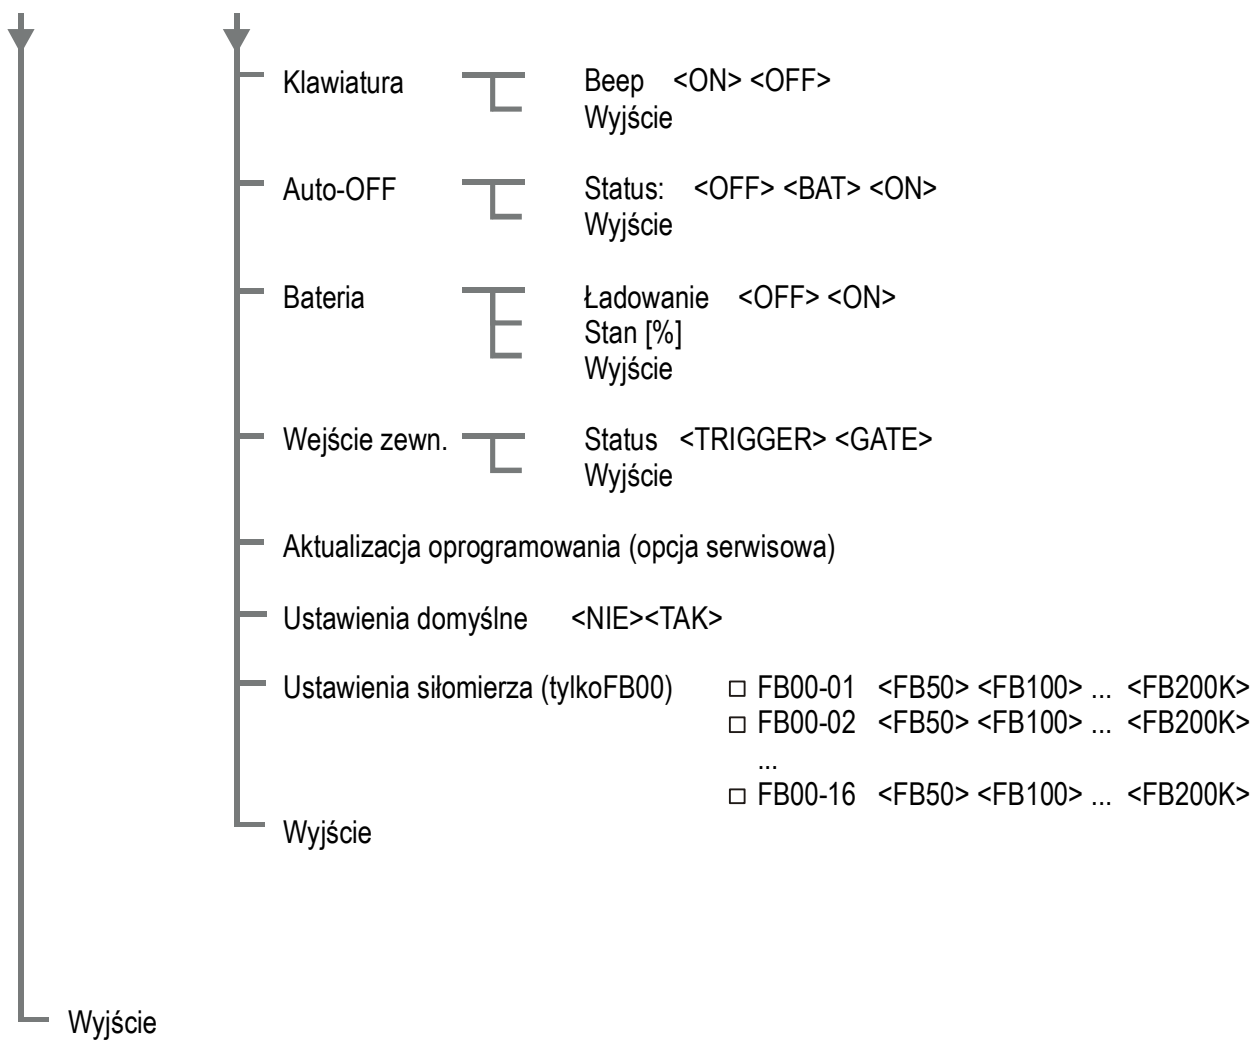 Klawiatura Beep <ON> <OFF>
Wyjście
Auto-OFF Status: <OFF> <BAT> <ON>
Wyjście
Bateria Ładowanie <OFF> <ON>
Stan [%]
Wyjście
Wejście zewn. Status <TRIGGER> <GATE>
Wyjście
Aktualizacja oprogramowania (opcja serwisowa)
Ustawienia domyślne <NIE><TAK>
Ustawienia siłomierza (tylkoFB00) □ FB00-01 <FB50> <FB100> ... <FB200K>
□ FB00-02 <FB50> <FB100> ... <FB200K>
...
□ FB00-16 <FB50> <FB100> ... <FB200K>
Wyjście
Wyjście